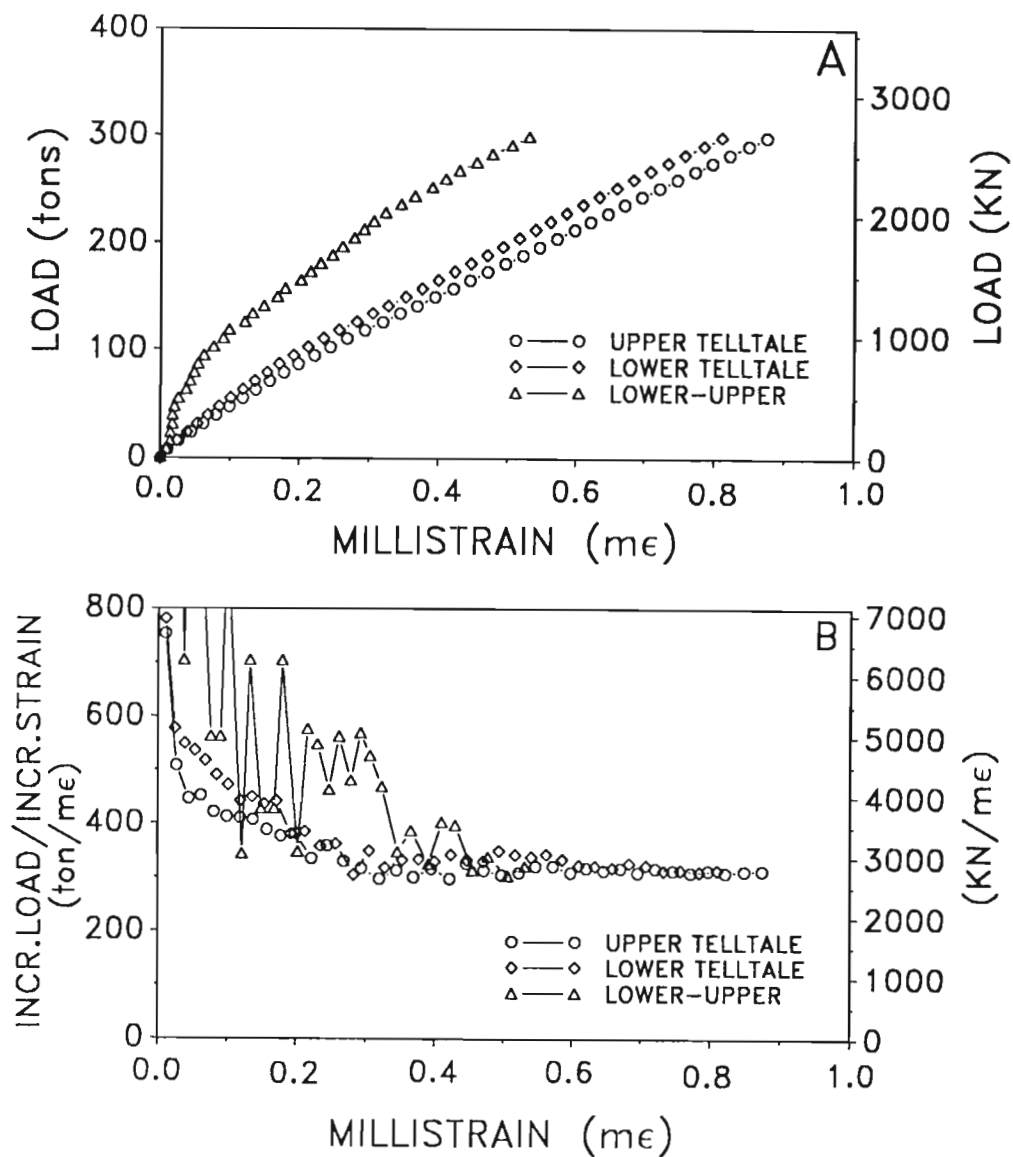 A
400
300
200
100
0
LOAD (tons)
3000
2000
1000
0
LOAD (KN)
UPPER TELLTALE
LOWER TELLTALE
LOWER-UPPER
0.0 0.2 0.4 0.6 0.8 1.0
MILLISTRAIN (mϵ)
B
800
600
400
200
0
INCR.LOAD/INCR.STRAIN
(ton/mϵ)
7000
6000
5000
4000
3000
2000
1000
0
(KN/mϵ)
UPPER TELLTALE
LOWER TELLTALE
LOWER-UPPER
0.0 0.2 0.4 0.6 0.8 1.0
MILLISTRAIN (mϵ)